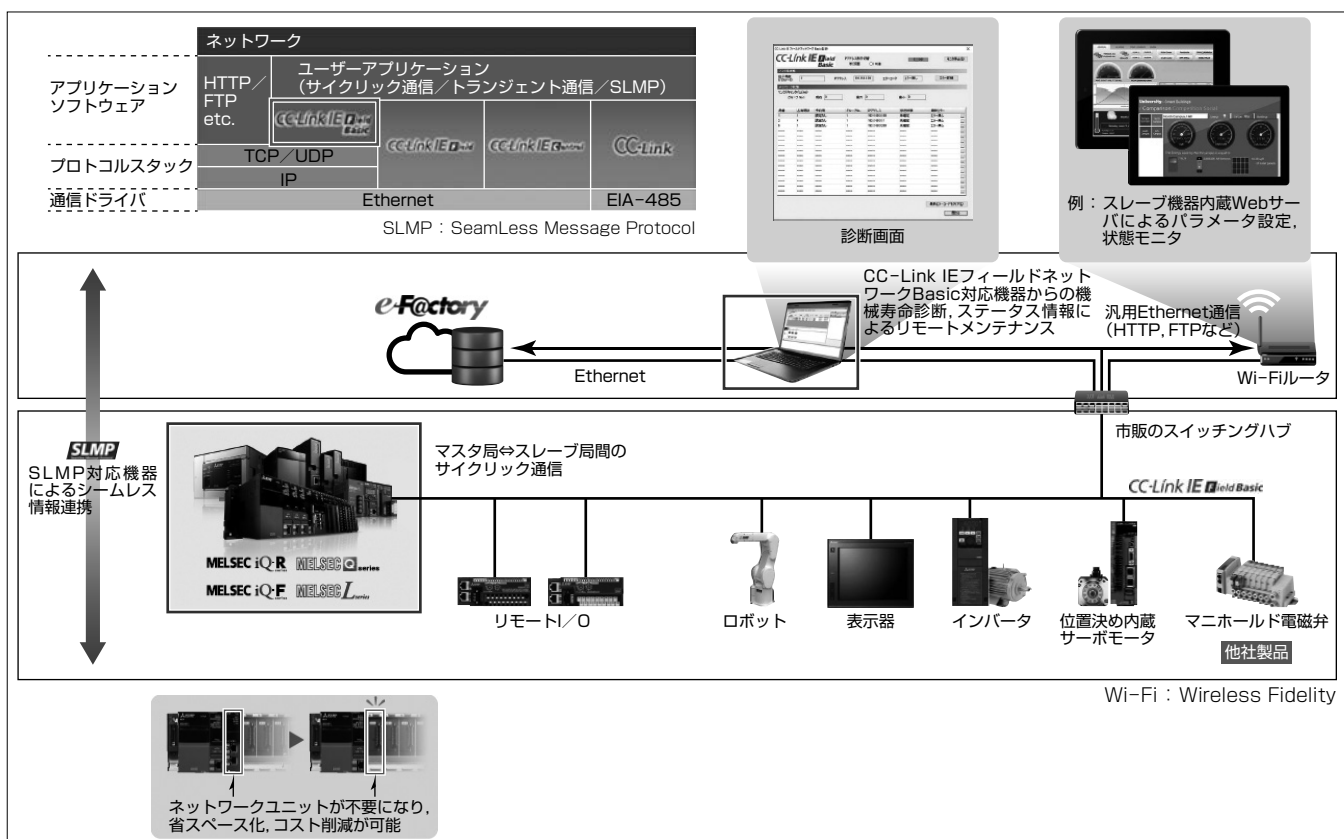 ネットワーク
アプリケーション
ソフトウェア
プロトコルスタック
通信ドライバ
HTTP／
FTP
etc.
ユーザーアプリケーション
（サイクリック通信／トランジェント通信／SLMP）
CC-Link IE Field
Basic
CC-Link IE Field
CC-Link IE Control
CC-Link
TCP／UDP
IP
Ethernet
EIA-485
SLMP：SeamLess Message Protocol
CC-Link IE Field
Basic
診断画面
例：スレーブ機器内蔵Webサー
バによるパラメータ設定，
状態モニタ
e-F@ctory
CC-Link IEフィールドネット
ワークBasic対応機器からの機
械寿命診断，ステータス情報に
よるリモートメンテナンス
汎用Ethernet通信
（HTTP，FTPなど）
Ethernet
Wi-Fiルータ
市販のスイッチングハブ
SLMP
SLMP対応機器
によるシームレス
情報連携
マスタ局⇔スレーブ局間の
サイクリック通信
CC-Link IE Field Basic
MELSEC iQ-R series
MELSEC Q series
MELSEC iQ-F series
MELSEC L series
リモートI／O
ロボット
表示器
インバータ
位置決め内蔵
サーボモータ
マニホールド電磁弁
他社製品
Wi-Fi：Wireless Fidelity
ネットワークユニットが不要になり，
省スペース化，コスト削減が可能